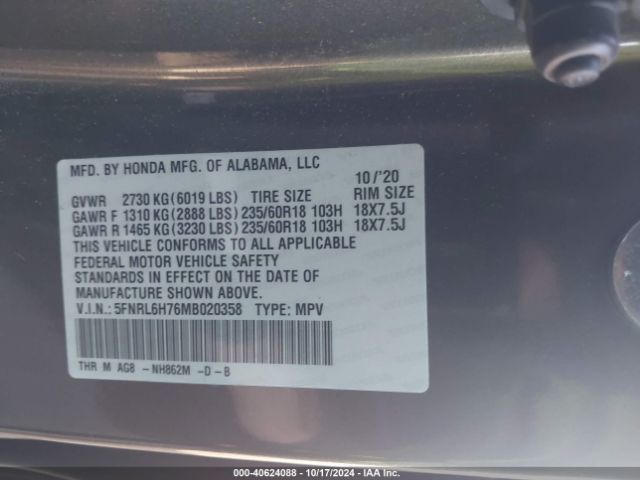 MFD. BY HONDA MFG. OF ALABAMA, LLC 10/'20
GVWR 2730 KG(6019 LBS) TIRE SIZE RIM SIZE
GAWR F 1310 KG(2888 LBS)235/60R18 103H 18X7.5J
GAWR R 1465 KG(3230 LBS)235/60R18 103H 18X7.5J
THIS VEHICLE CONFORMS TO ALL APPLICABLE
FEDERAL MOTOR VEHICLE SAFETY
STANDARDS IN EFFECT ON THE DATE OF
MANUFACTURE SHOWN ABOVE.
V.I.N.: 5FNRL6H76MB020358 TYPE: MPV
THR M AG8 -NH862M -D-B
000-40624088 - 10/17/2024 - IAAI.COM